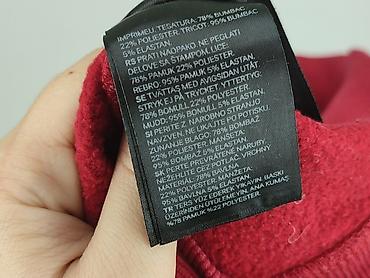 IMPRIMEU. ȚESĂTURA: 78% BUMBAC
22% POLIESTER. TRICOT: 95% BUMBAC
5% ELASTAN.
RS PRATI NAOPAKO. NE PEGLATI
DELOVE SA ŠTAMPOM. LICE:
78% PAMUK 22% POLIESTER.
REBRO: 95% PAMUK 5% ELASTAN.
SE TVÄTTAS MED AVIGSIDAN UTÅT.
STRYK EJ PÅ TRYCKET. YTTERTYG:
78% BOMULL 22% POLYESTER.
MUDD: 95% BOMULL 5% ELASTAN.
SI PERITE Z NAROBNO STRANJO
NAVZVEN. NE LIKAJTE PO POTISKU.
ZUNANJE BLAGO: 78% BOMBAŽ
22% POLIESTER. PATENT:
95% BOMBAŽ 5% ELASTAN.
SK PERTE PREVRÁTENÉ NARUBY.
NEŽEHLITE CEZ POTLAČ. VRCHNÝ
MATERIÁL: 78% BAVLNA
22% POLYESTER. MANŽETA:
95% BAVLNA 5% ELASTAN.
TR TERS YÜZ EDEREK YIKAYIN. BASKI
ÜZERİNDEN ÜTÜLEMEYİN. ANA KUMAŞ
%78 PAMUK %22 POLYESTER